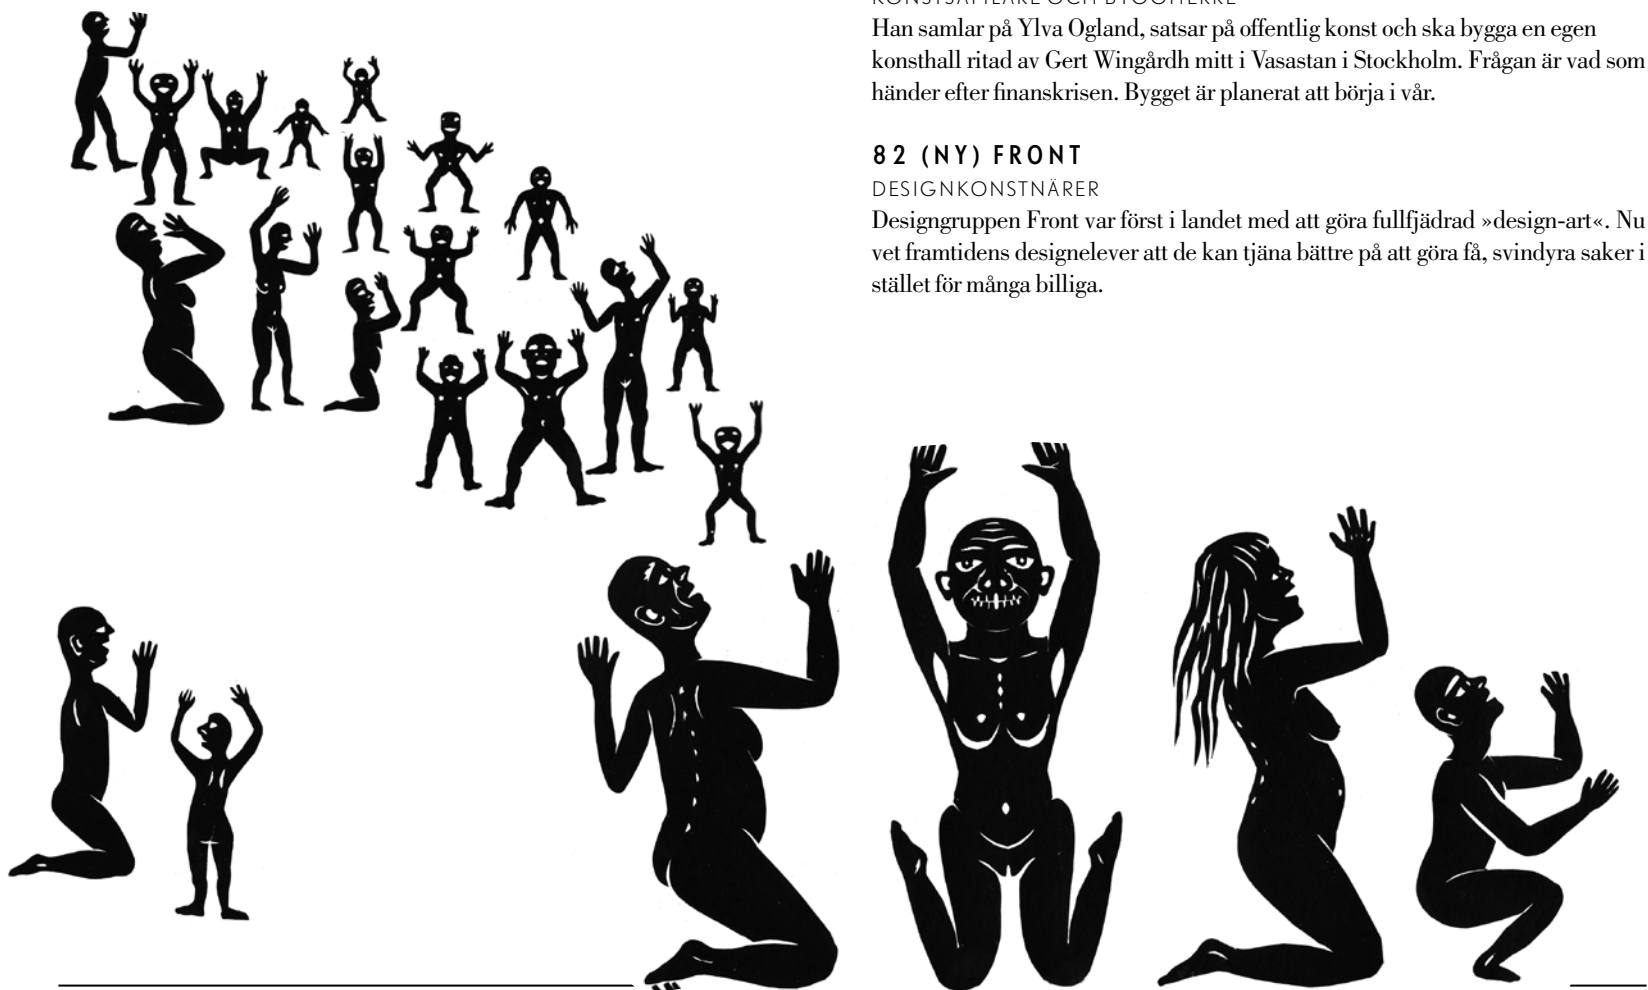 KONSTSAMLARE OCH BYGGHERRE
Han samlar på Ylva Ogland, satsar på offentlig konst och ska bygga en egen
konsthall ritad av Gert Wingårdh mitt i Vasastan i Stockholm. Frågan är vad som
händer efter finanskrisen. Bygget är planerat att börja i vår.
82 (NY) FRONT
DESIGNKONSTNÄRER
Designgruppen Front var först i landet med att göra fullfjädrad »design-art«. Nu
vet framtidens designelever att de kan tjäna bättre på att göra få, svindyra saker i
stället för många billiga.